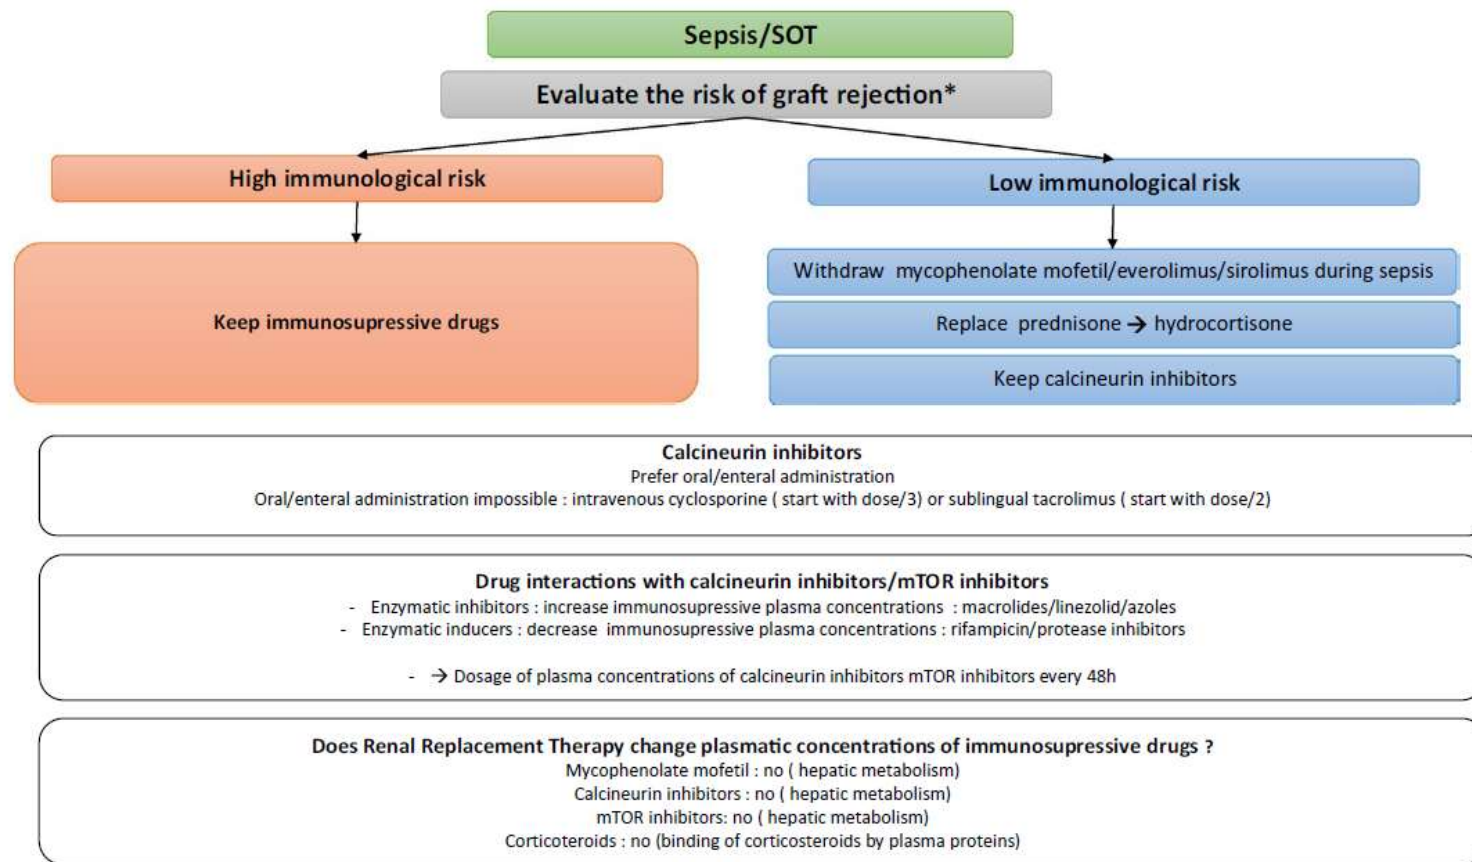 Sepsis/SOT
Evaluate the risk of graft rejection*
High immunological risk
Low immunological risk
Keep immunosupressive drugs
Withdraw mycophenolate mofetil/everolimus/sirolimus during sepsis
Replace prednisone → hydrocortisone
Keep calcineurin inhibitors
Calcineurin inhibitors
Prefer oral/enteral administration
Oral/enteral administration impossible : intravenous cyclosporine ( start with dose/3) or sublingual tacrolimus ( start with dose/2)
Drug interactions with calcineurin inhibitors/mTOR inhibitors
- Enzymatic inhibitors : increase immunosupressive plasma concentrations : macrolides/linezolid/azoles
- Enzymatic inducers : decrease immunosupressive plasma concentrations : rifampicin/protease inhibitors
- → Dosage of plasma concentrations of calcineurin inhibitors mTOR inhibitors every 48h
Does Renal Replacement Therapy change plasmatic concentrations of immunosupressive drugs ?
Mycophenolate mofetil : no ( hepatic metabolism)
Calcineurin inhibitors : no ( hepatic metabolism)
mTOR inhibitors: no ( hepatic metabolism)
Corticoteroids : no (binding of corticosteroids by plasma proteins)